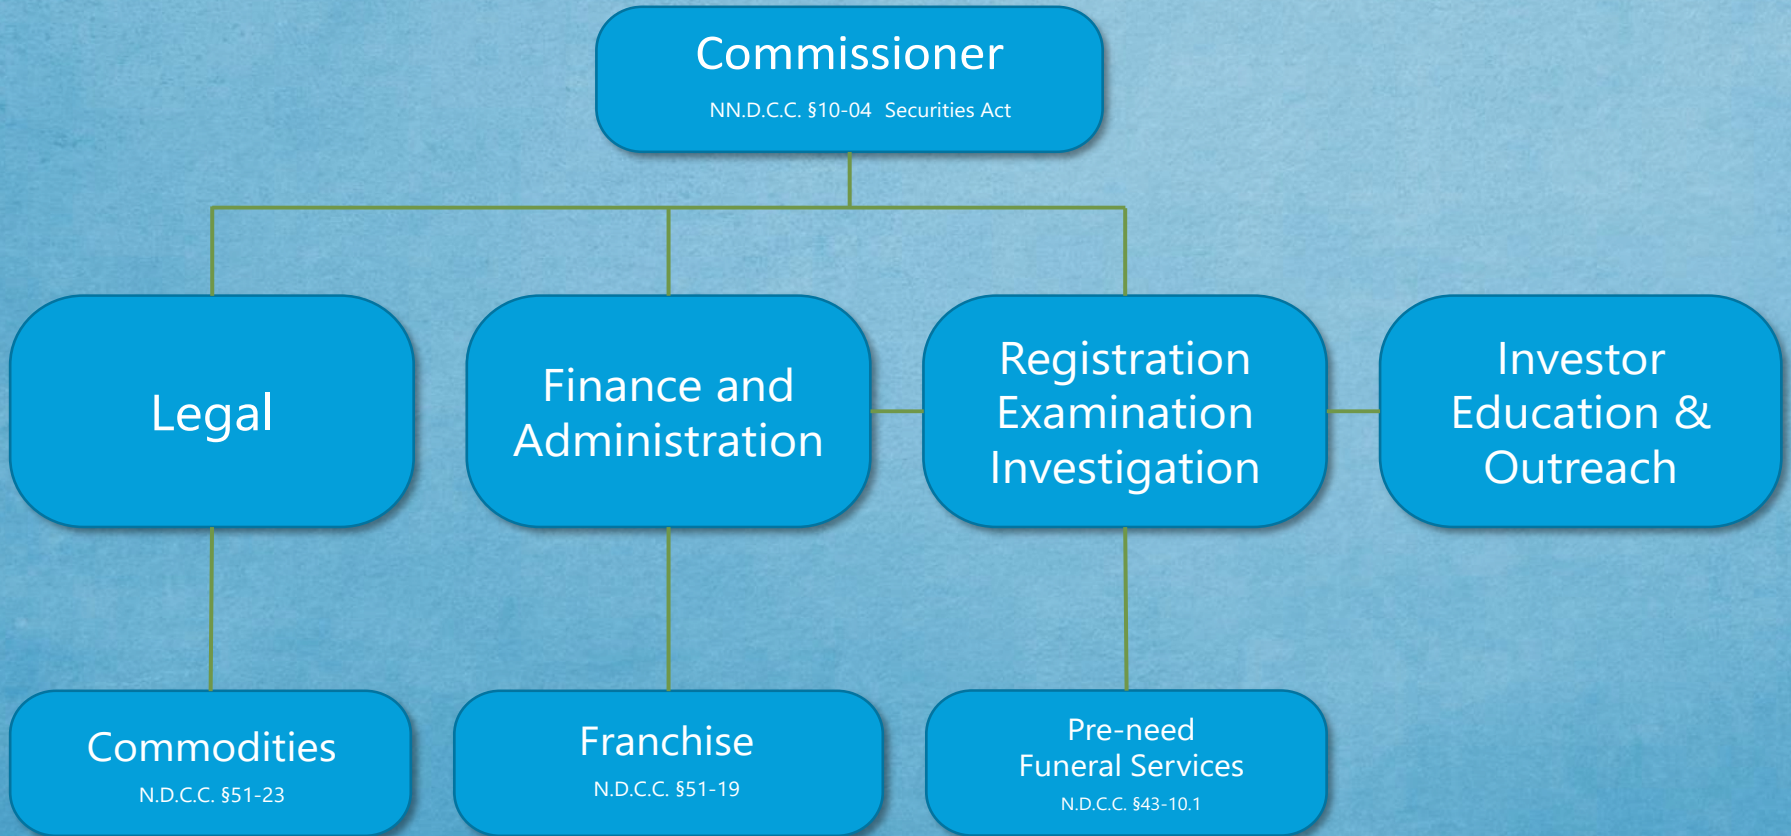 Commissioner
NN.D.C.C. §10-04 Securities Act
Legal
Finance and
Administration
Registration
Examination
Investigation
Investor
Education &
Outreach
Commodities
N.D.C.C. §51-23
Franchise
N.D.C.C. §51-19
Pre-need
Funeral Services
N.D.C.C. §43-10.1